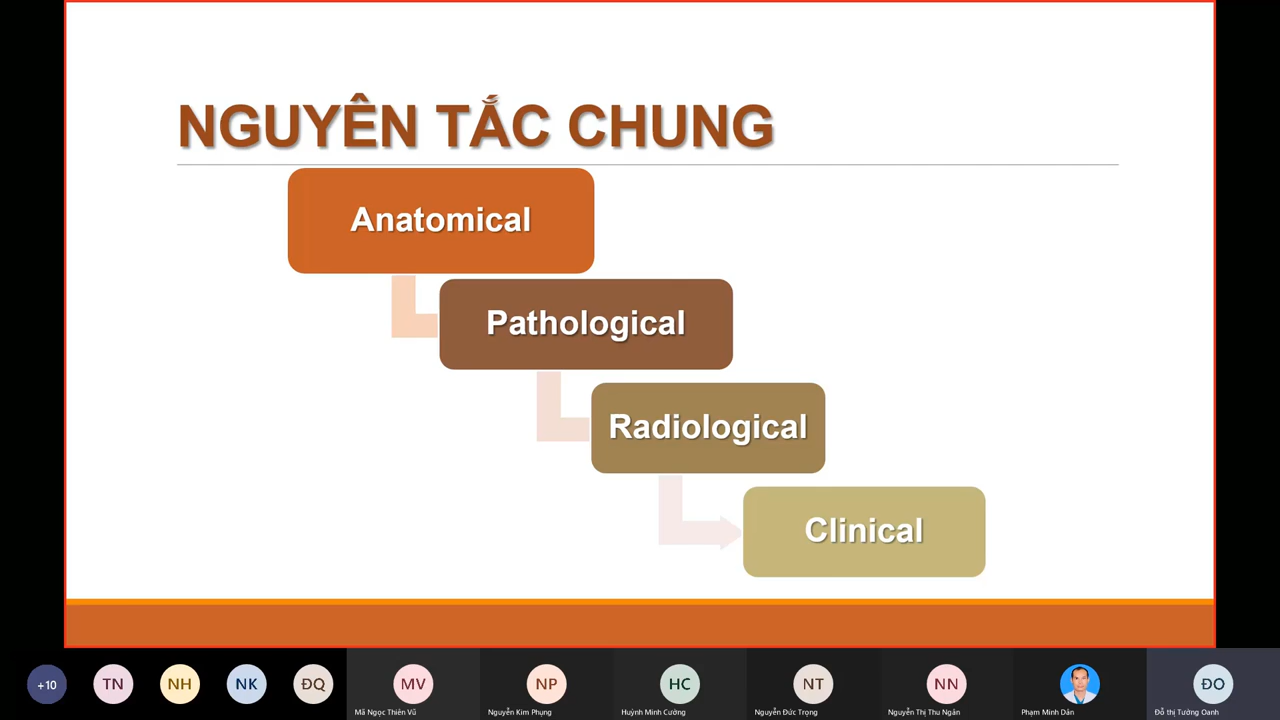 NGUYÊN TẮC CHUNG
Anatomical
Pathological
Radiological
Clinical
+10
TN
NH
NK
ĐQ
MV
NP
HC
NT
NN
ĐO
Mã Ngọc Thiên Vũ
Nguyễn Kim Phụng
Huỳnh Minh Cường
Nguyễn Đức Trọng
Nguyễn Thị Thu Ngân
Phạm Minh Dân
Đỗ thị Tường Oanh